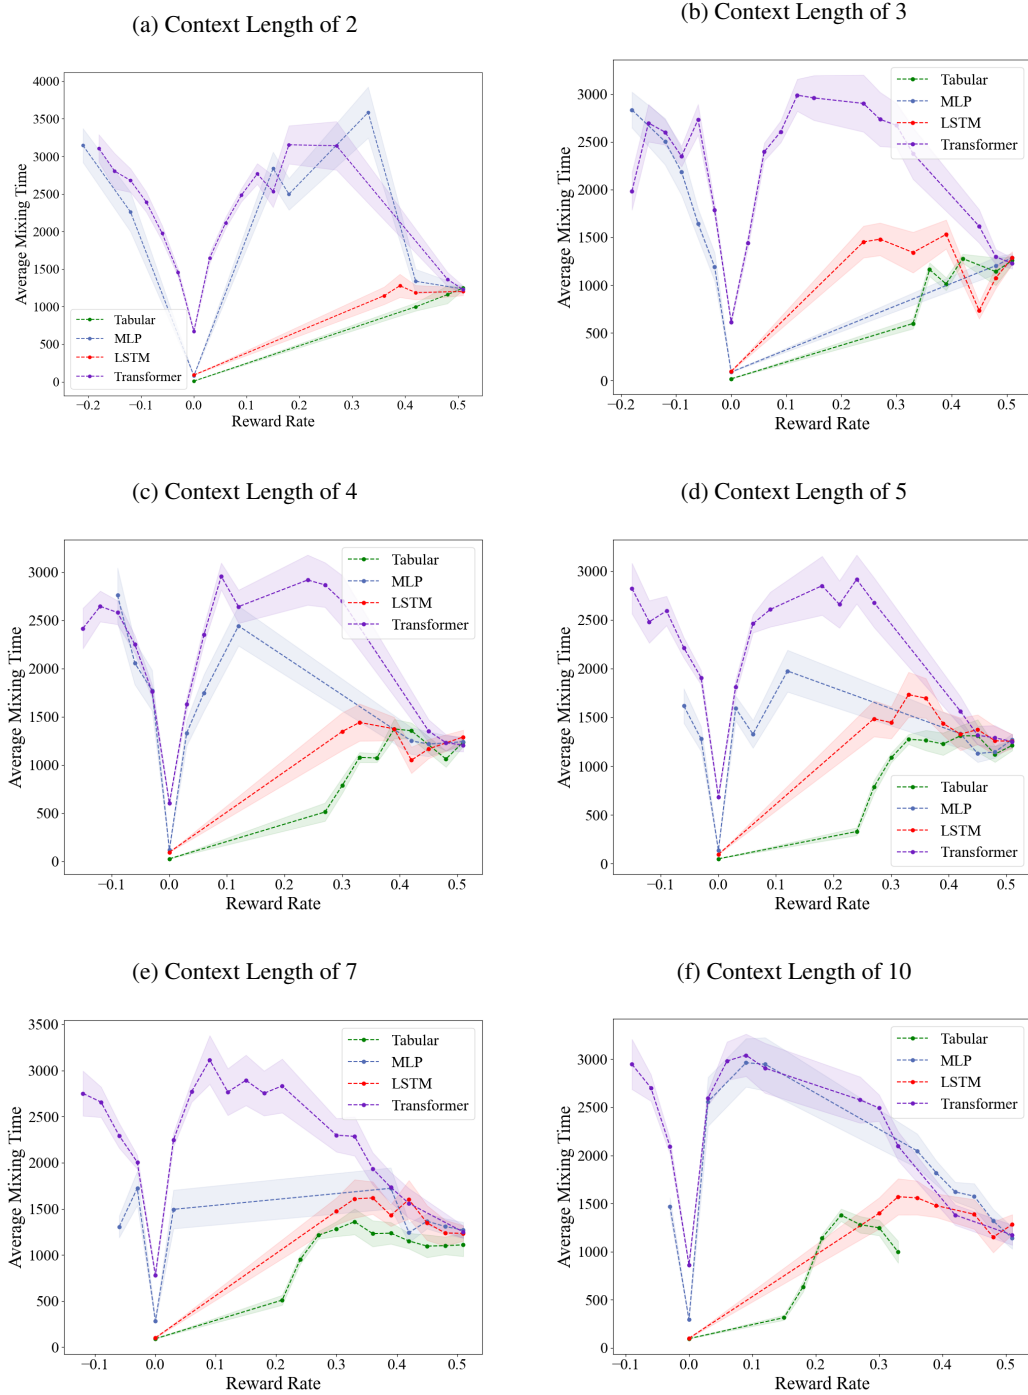 (a) Context Length of 2
4000
3500
3000
2500
2000
1500
1000
500
0
Average Mixing Time
Tabular
MLP
LSTM
Transformer
−0.2 −0.1 0.0 0.1 0.2 0.3 0.4 0.5
Reward Rate
(b) Context Length of 3
3000
2500
2000
1500
1000
500
0
Average Mixing Time
Tabular
MLP
LSTM
Transformer
−0.2 −0.1 0.0 0.1 0.2 0.3 0.4 0.5
Reward Rate
(c) Context Length of 4
3000
2500
2000
1500
1000
500
0
Average Mixing Time
Tabular
MLP
LSTM
Transformer
−0.1 0.0 0.1 0.2 0.3 0.4 0.5
Reward Rate
(d) Context Length of 5
3000
2500
2000
1500
1000
500
0
Average Mixing Time
Tabular
MLP
LSTM
Transformer
−0.1 0.0 0.1 0.2 0.3 0.4 0.5
Reward Rate
(e) Context Length of 7
3500
3000
2500
2000
1500
1000
500
0
Average Mixing Time
Tabular
MLP
LSTM
Transformer
−0.1 0.0 0.1 0.2 0.3 0.4 0.5
Reward Rate
(f) Context Length of 10
3000
2500
2000
1500
1000
500
0
Average Mixing Time
Tabular
MLP
LSTM
Transformer
−0.1 0.0 0.1 0.2 0.3 0.4 0.5
Reward Rate